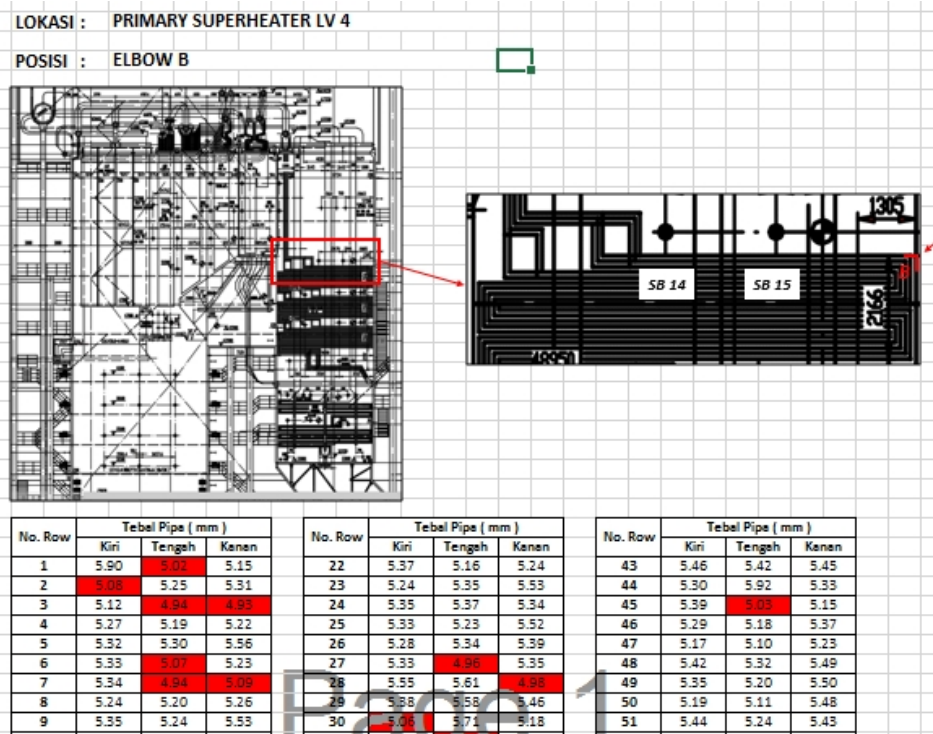 LOKASI : PRIMARY SUPERHEATER LV 4
POSISI : ELBOW B
1305
SB 14 SB 15
2166
48950
No. Row Tebal Pipa ( mm ) No. Row Tebal Pipa ( mm ) No. Row Tebal Pipa ( mm )
Kiri Tengah Kanan Kiri Tengah Kanan Kiri Tengah Kanan
1 5.90 5.02 5.15 22 5.37 5.16 5.24 43 5.46 5.42 5.45
2 5.08 5.25 5.31 23 5.24 5.35 5.53 44 5.30 5.92 5.33
3 5.12 4.94 4.93 24 5.35 5.37 5.34 45 5.39 5.03 5.15
4 5.27 5.19 5.22 25 5.33 5.23 5.52 46 5.29 5.18 5.37
5 5.32 5.30 5.56 26 5.28 5.34 5.39 47 5.17 5.10 5.23
6 5.33 5.07 5.23 27 5.33 4.96 5.35 48 5.42 5.32 5.49
7 5.34 4.94 5.09 28 5.55 5.61 4.98 49 5.35 5.20 5.50
8 5.24 5.20 5.26 29 5.38 5.58 5.46 50 5.19 5.11 5.48
9 5.35 5.24 5.53 30 5.06 5.71 5.18 51 5.44 5.24 5.43
Page 1